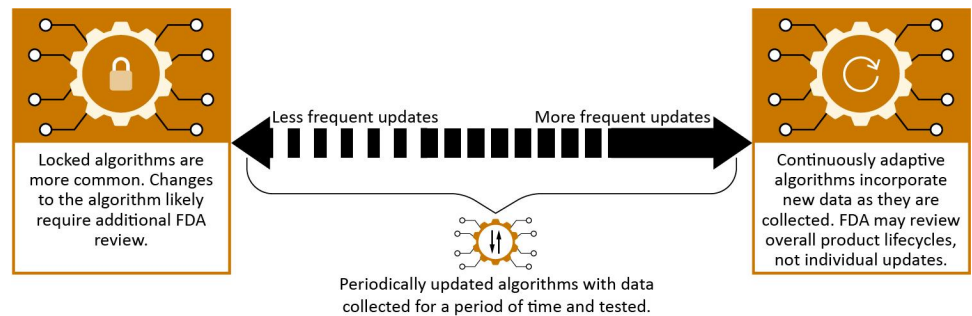 Less frequent updates
More frequent updates
Locked algorithms are
more common. Changes
to the algorithm likely
require additional FDA
review.
Continuously adaptive
algorithms incorporate
new data as they are
collected. FDA may review
overall product lifecycles,
not individual updates.
Periodically updated algorithms with data
collected for a period of time and tested.